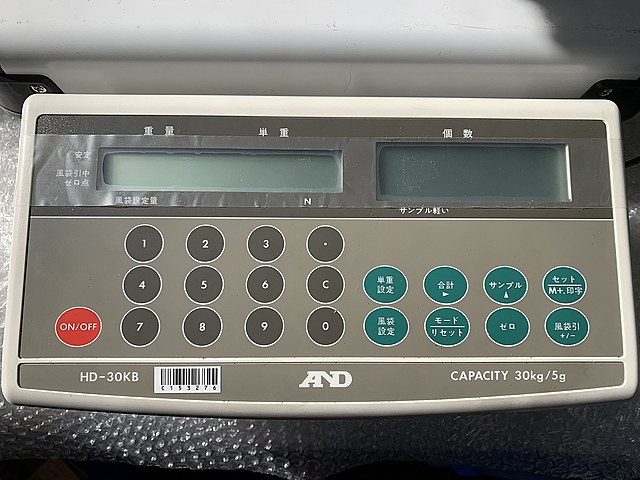 重量 単重 個数
安定
風袋引中
ゼロ点
風袋設定量 N サンプル軽い
1 2 3 ・
4 5 6 C 単重設定 合計▶ サンプル▲ セット M+.印字
ON/OFF 7 8 9 0 風袋設定 モード リセット ゼロ 風袋引 +/−
HD-30KB C153276 AND CAPACITY 30kg/5g